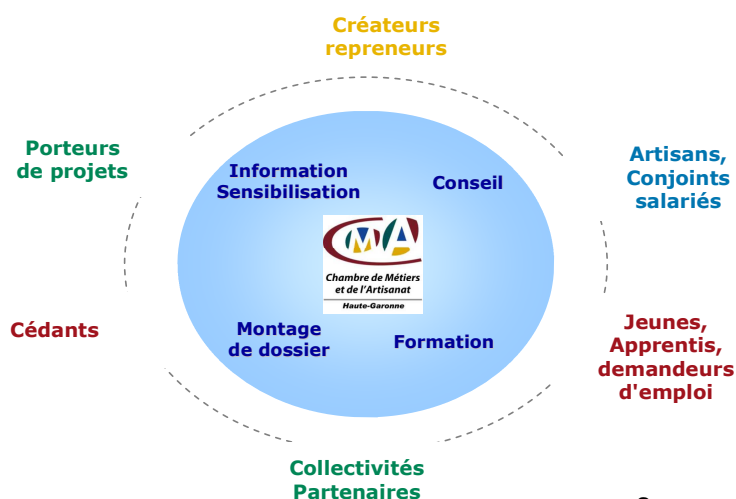 Créateurs
repreneurs
Porteurs
de projets
Artisans,
Conjoints
salariés
Information
Sensibilisation
Conseil
CMA
Chambre de Métiers
et de l'Artisanat
Haute-Garonne
Cédants
Montage
de dossier
Formation
Jeunes,
Apprentis,
demandeurs
d'emploi
Collectivités
Partenaires